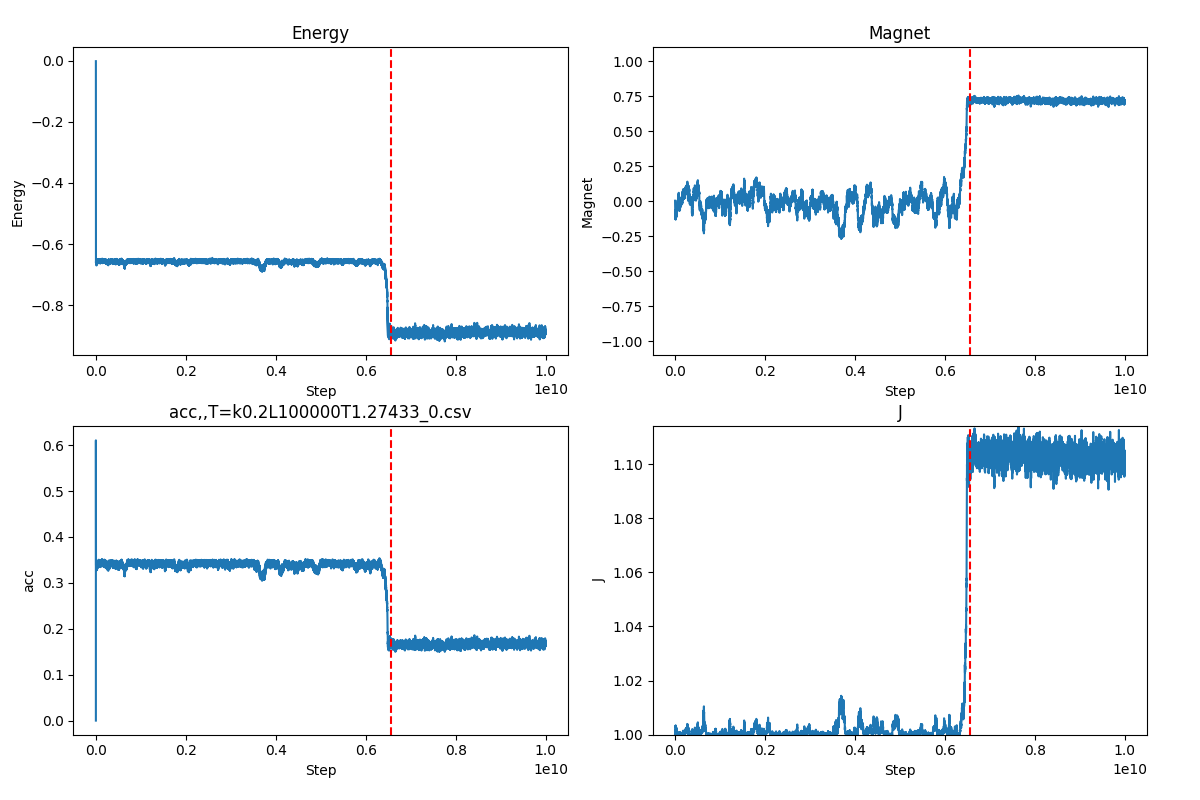 Energy
Energy
0.0
−0.2
−0.4
−0.6
−0.8
0.0 0.2 0.4 0.6 0.8 1.0
1e10
Step
Magnet
Magnet
1.00
0.75
0.50
0.25
0.00
−0.25
−0.50
−0.75
−1.00
0.0 0.2 0.4 0.6 0.8 1.0
1e10
Step
acc,,T=k0.2L100000T1.27433_0.csv
acc
0.6
0.5
0.4
0.3
0.2
0.1
0.0
0.0 0.2 0.4 0.6 0.8 1.0
1e10
Step
J
J
1.10
1.08
1.06
1.04
1.02
1.00
0.0 0.2 0.4 0.6 0.8 1.0
1e10
Step